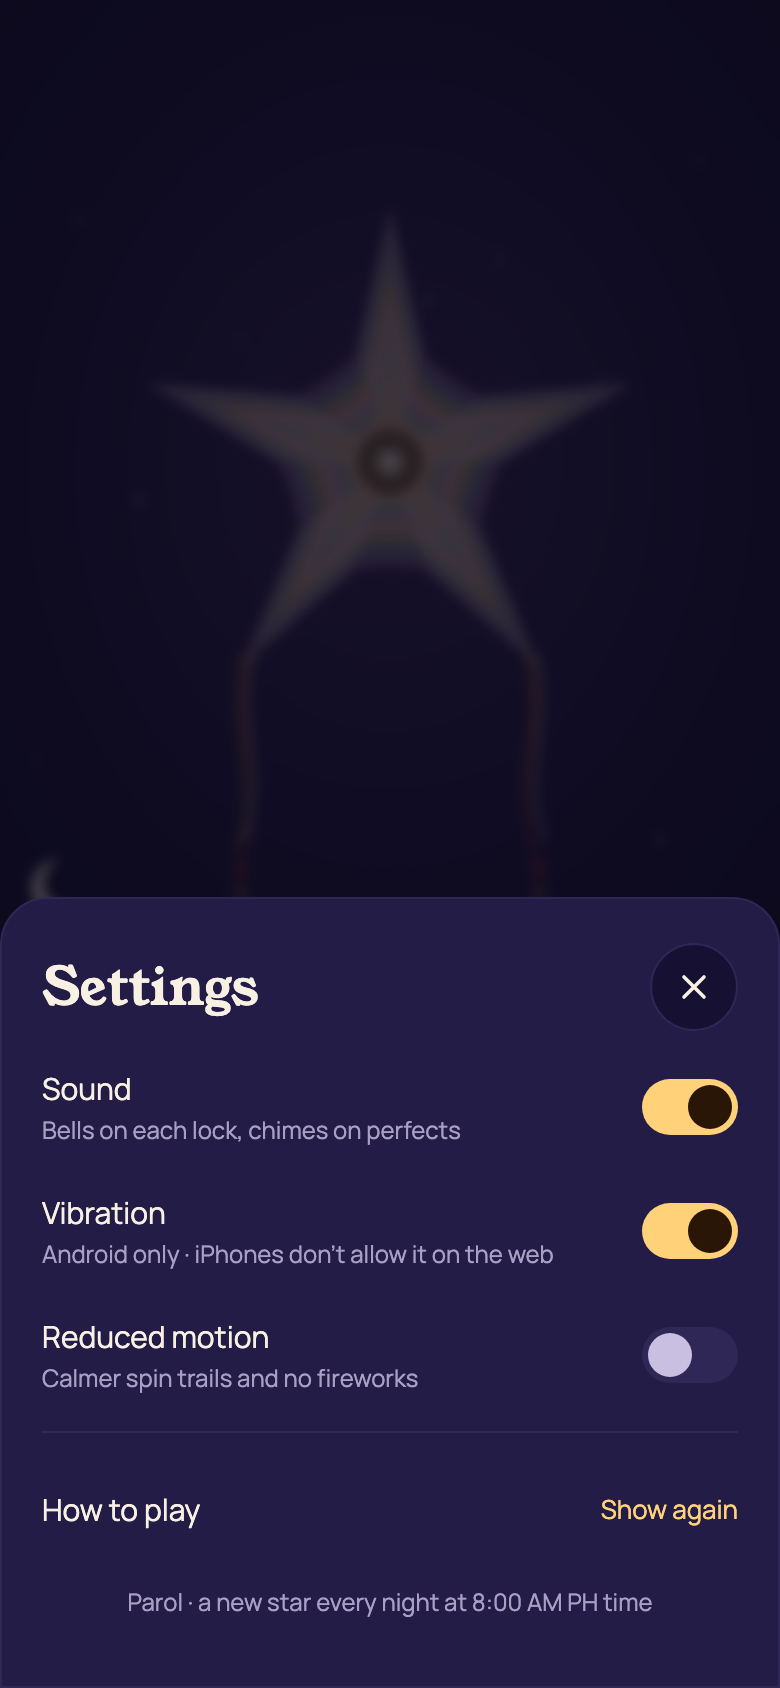 Settings
Sound
Bells on each lock, chimes on perfects
Vibration
Android only · iPhones don’t allow it on the web
Reduced motion
Calmer spin trails and no fireworks
How to play
Show again
Parol · a new star every night at 8:00 AM PH time